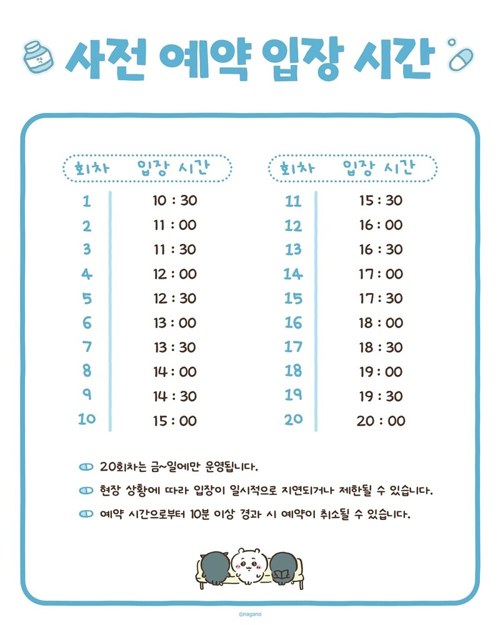 사전 예약 입장 시간
회차 입장 시간
1 10 : 30
2 11 : 00
3 11 : 30
4 12 : 00
5 12 : 30
6 13 : 00
7 13 : 30
8 14 : 00
9 14 : 30
10 15 : 00
회차 입장 시간
11 15 : 30
12 16 : 00
13 16 : 30
14 17 : 00
15 17 : 30
16 18 : 00
17 18 : 30
18 19 : 00
19 19 : 30
20 20 : 00
20회차는 금~일에만 운영됩니다.
현장 상황에 따라 입장이 일시적으로 지연되거나 제한될 수 있습니다.
예약 시간으로부터 10분 이상 경과 시 예약이 취소될 수 있습니다.
©nagano